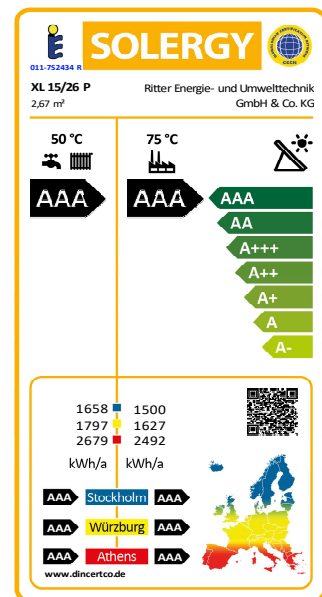 SOLERGY
011-7S2434 R
XL 15/26 P
Ritter Energie- und Umwelttechnik
2,67 m²
GmbH & Co. KG
50 °C
75 °C
AAA
AAA
AAA
AA
A+++
A++
A+
A
A-
1658 1500
1797 1627
2679 2492
kWh/a kWh/a
AAA Stockholm AAA
AAA Würzburg AAA
AAA Athens AAA
www.dincertco.de